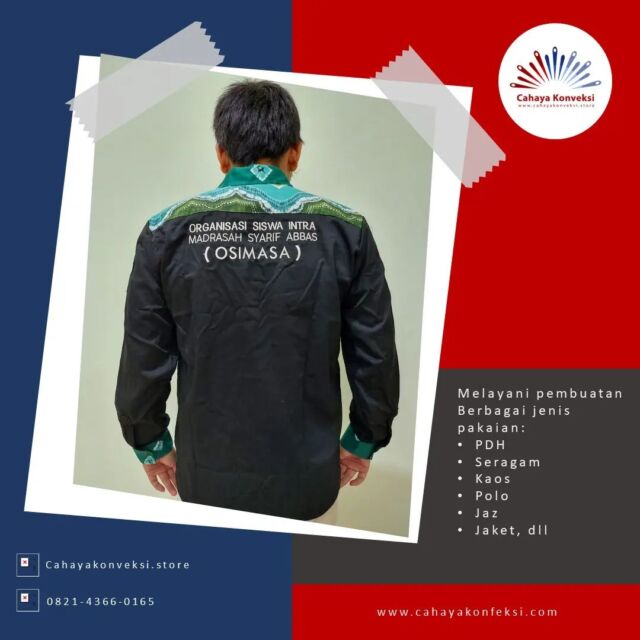 Cahaya Konveksi
www.cahayakonveksi.store
ORGANISASI SISWA INTRA
MADRASAH SYARIF ABBAS
( OSIMASA )
Melayani pembuatan
Berbagai jenis
pakaian:
• PDH
• Seragam
• Kaos
• Polo
• Jaz
• Jaket, dll
Cahayakonveksi.store
0821-4366-0165
www.cahayakonfeksi.com